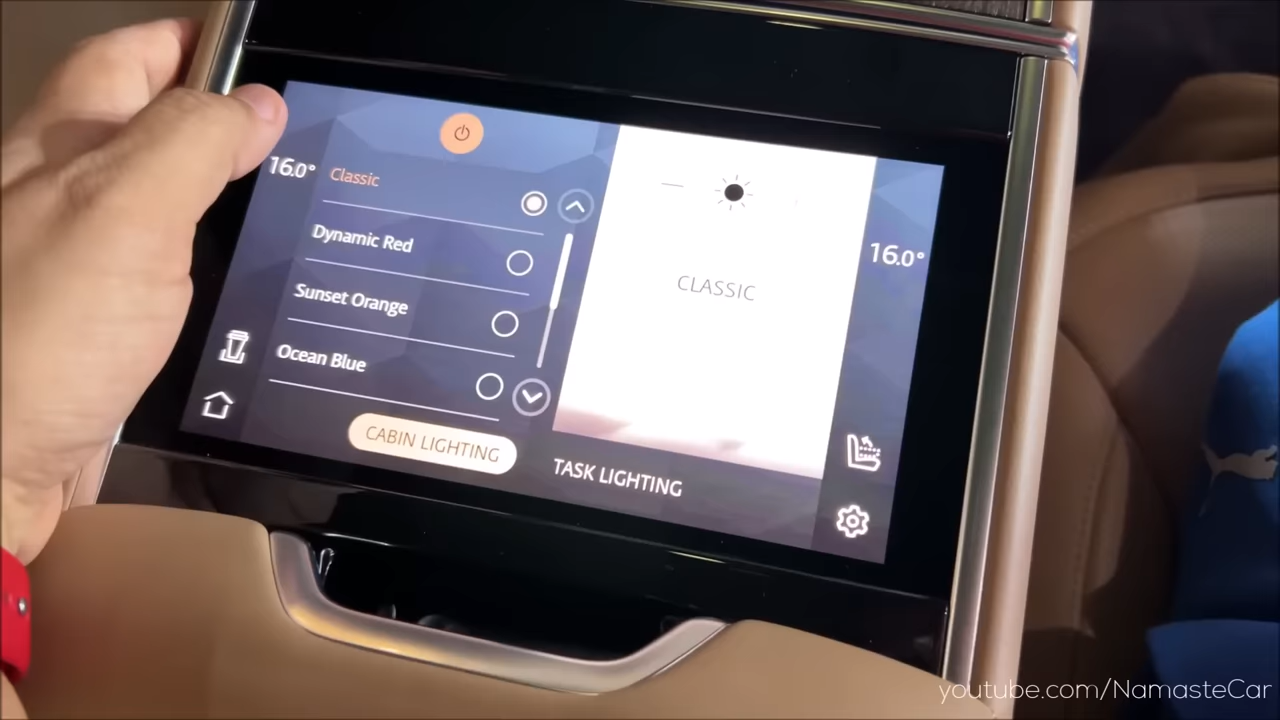 16.0°
Classic
Dynamic Red
Sunset Orange
Ocean Blue
CABIN LIGHTING
TASK LIGHTING
CLASSIC
16.0°
youtube.com/NamasteCar